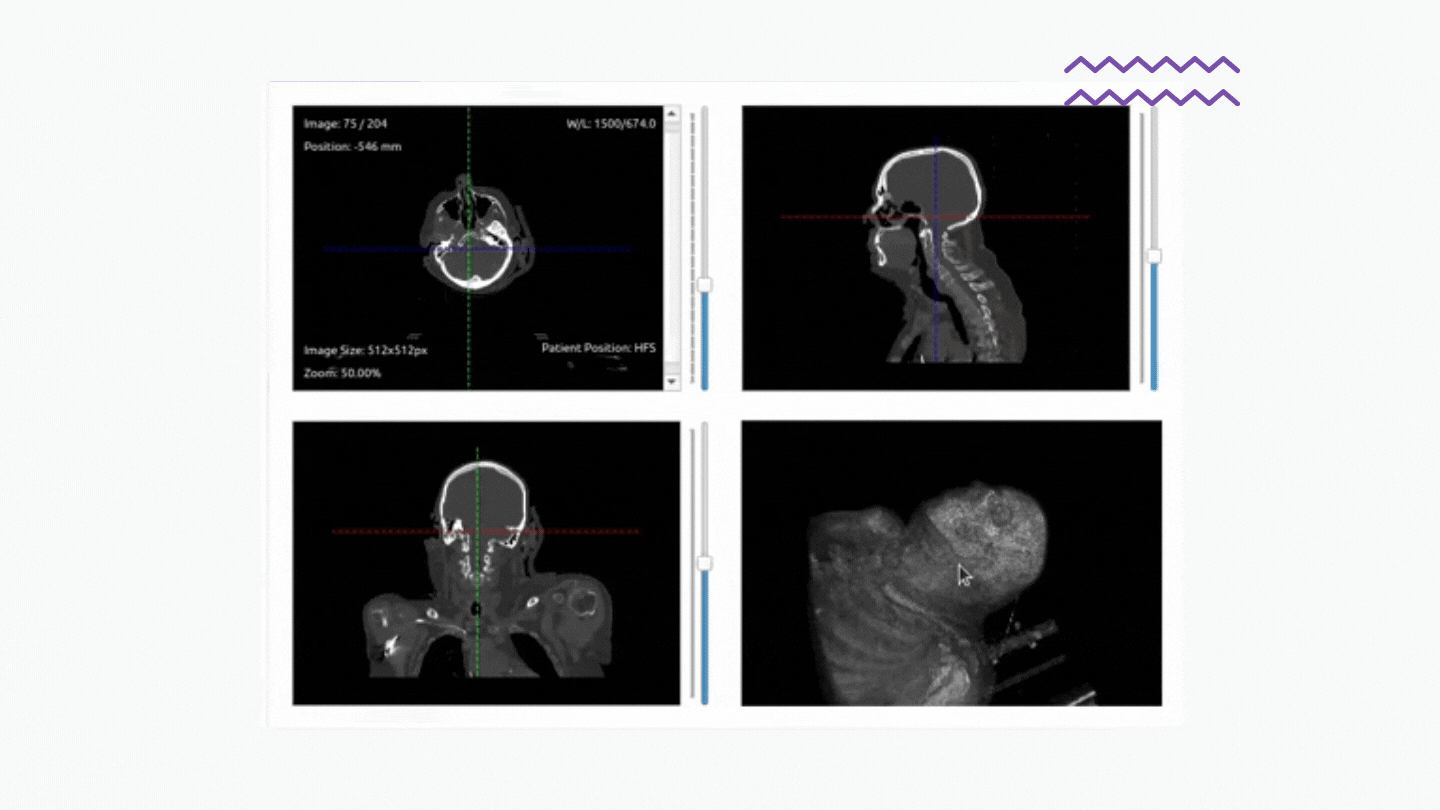 Image: 75 / 204
W/L: 1500/674.0
Position: -546 mm
Image Size: 512x512px
Patient Position: HFS
Zoom: 50.00%